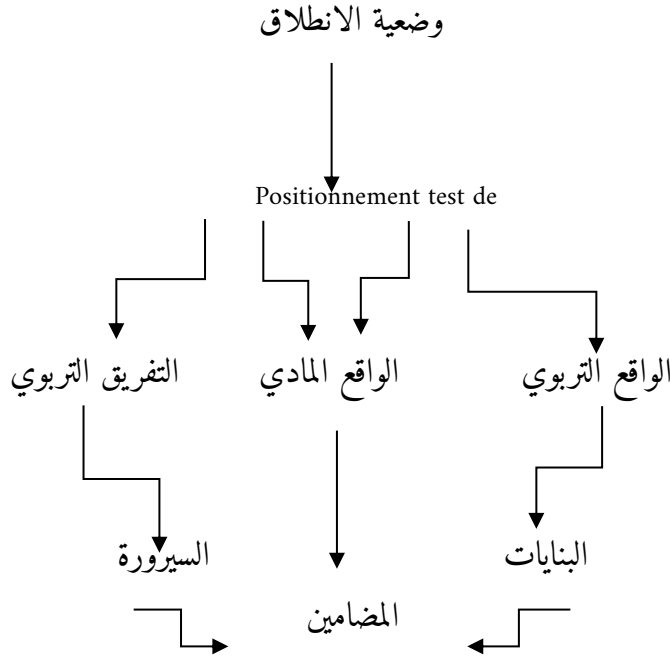 وضعية الانطلاق
Positionnement test de
الواقع التربوي
الواقع المادي
التفريق التربوي
البنايات
السيرورة
المضامين